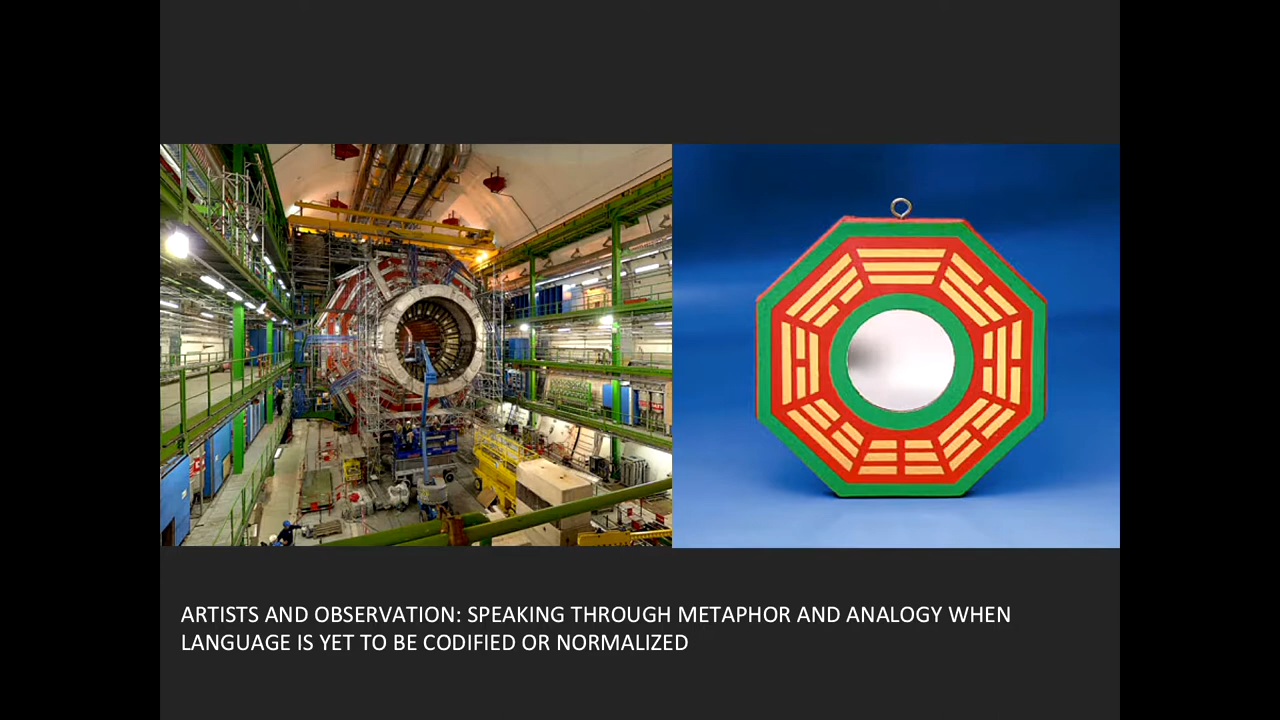 ARTISTS AND OBSERVATION: SPEAKING THROUGH METAPHOR AND ANALOGY WHEN
LANGUAGE IS YET TO BE CODIFIED OR NORMALIZED